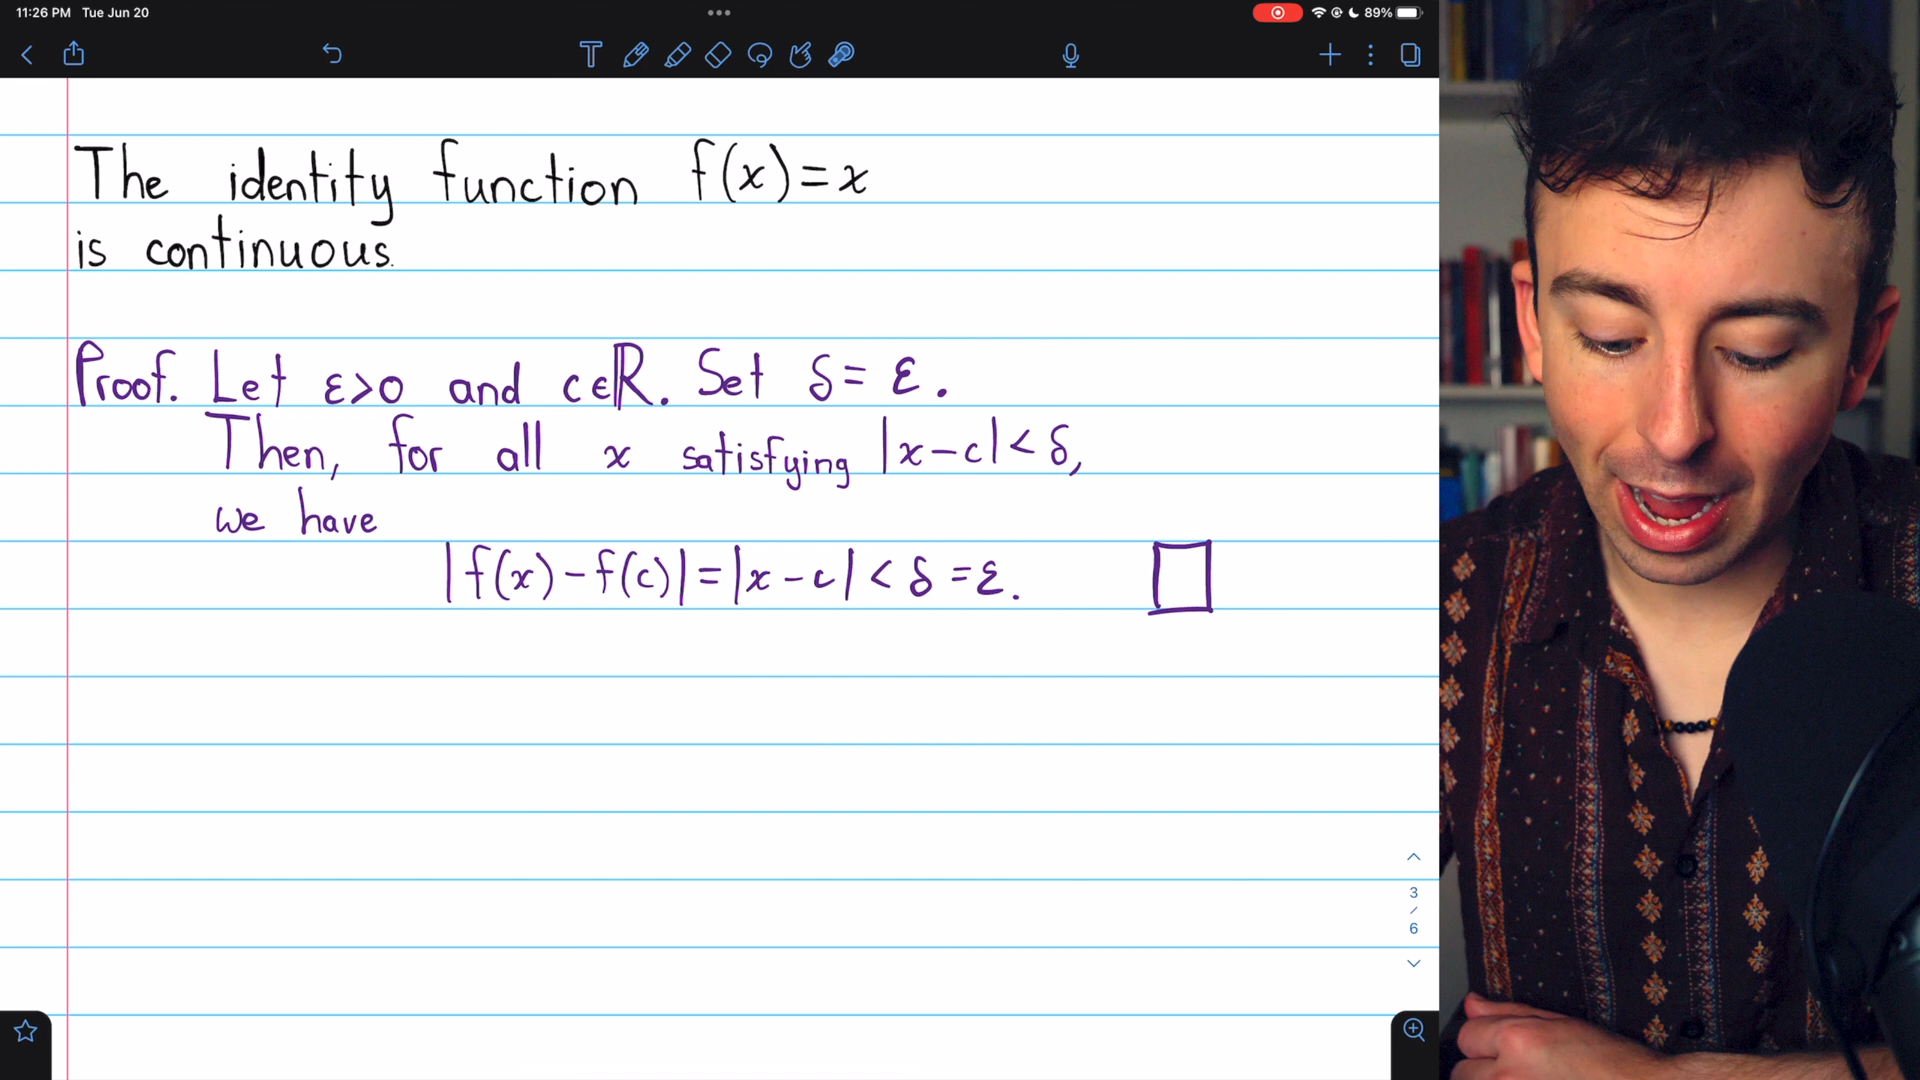 11:26 PM Tue Jun 20
89%
The identity function f(x)=x
is continuous.
Proof. Let ε>0 and c∈ℝ. Set δ= ε.
Then, for all x satisfying |x-c|< δ,
we have
|f(x)-f(c)|=|x-c|< δ =ε. □
3
/
6